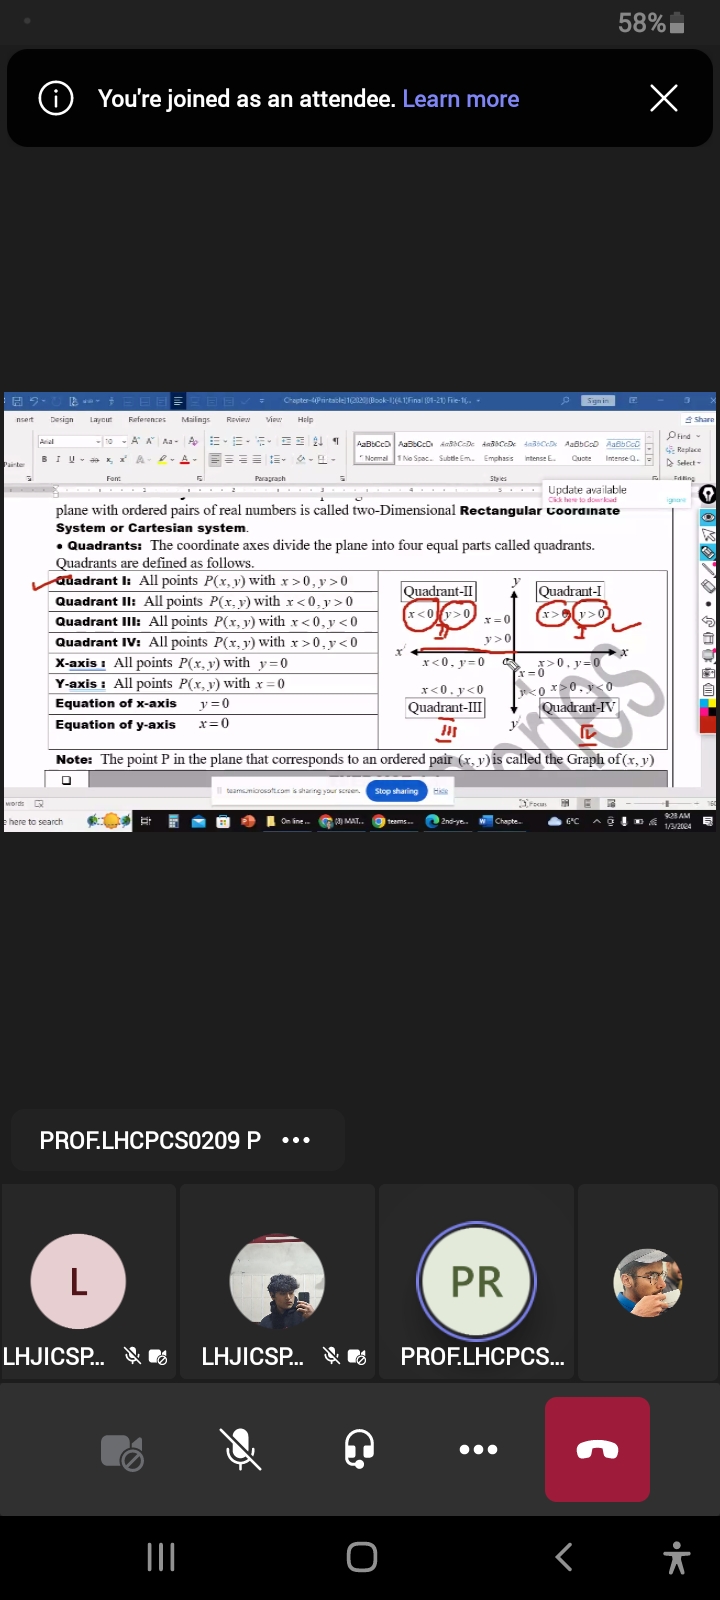 58%
You're joined as an attendee. Learn more
Chapter-4(Printable)1(2020)(Book-1)(4.1)Final (01-21) File-1(...
Sign in
Insert Design Layout References Mailings Review View Help
Share
Arial 10
AaBbCcDc AaBbCcDc AaBbCcDc AaBbCcDc AaBbCcDc AaBbCcD AaBbCcD
Find
Replace
Painter
Normal 1 No Spac... Subtle Em... Emphasis Intense E... Quote Intense Q...
Select
Font Paragraph Styles Editing
Update available
Click here to download ignore
plane with ordered pairs of real numbers is called two-Dimensional Rectangular Coordinate
System or Cartesian system.
• Quadrants: The coordinate axes divide the plane into four equal parts called quadrants.
Quadrants are defined as follows.
Quadrant I: All points P(x, y) with x > 0, y > 0
Quadrant II: All points P(x, y) with x < 0, y > 0
Quadrant III: All points P(x, y) with x < 0, y < 0
Quadrant IV: All points P(x, y) with x > 0, y < 0
X-axis : All points P(x, y) with y = 0
Y-axis : All points P(x, y) with x = 0
Equation of x-axis y = 0
Equation of y-axis x = 0
y
Quadrant-II Quadrant-I
x < 0, y > 0 x = 0 x > 0, y > 0
II y > 0 I
x' x
x < 0, y = 0 x > 0, y = 0
x = 0
x < 0, y < 0 y < 0 x > 0, y < 0
Quadrant-III Quadrant-IV
y'
III IV
Note: The point P in the plane that corresponds to an ordered pair (x, y) is called the Graph of (x, y)
teams.microsoft.com is sharing your screen. Stop sharing Hide
words
Focus
here to search
On line ... (8) MAT... teams... 2nd-ye... Chapte... 6°C
9:28 AM
1/3/2024
PROF.LHCPCS0209 P
L
PR
LHJICSP... LHJICSP... PROF.LHCPCS...